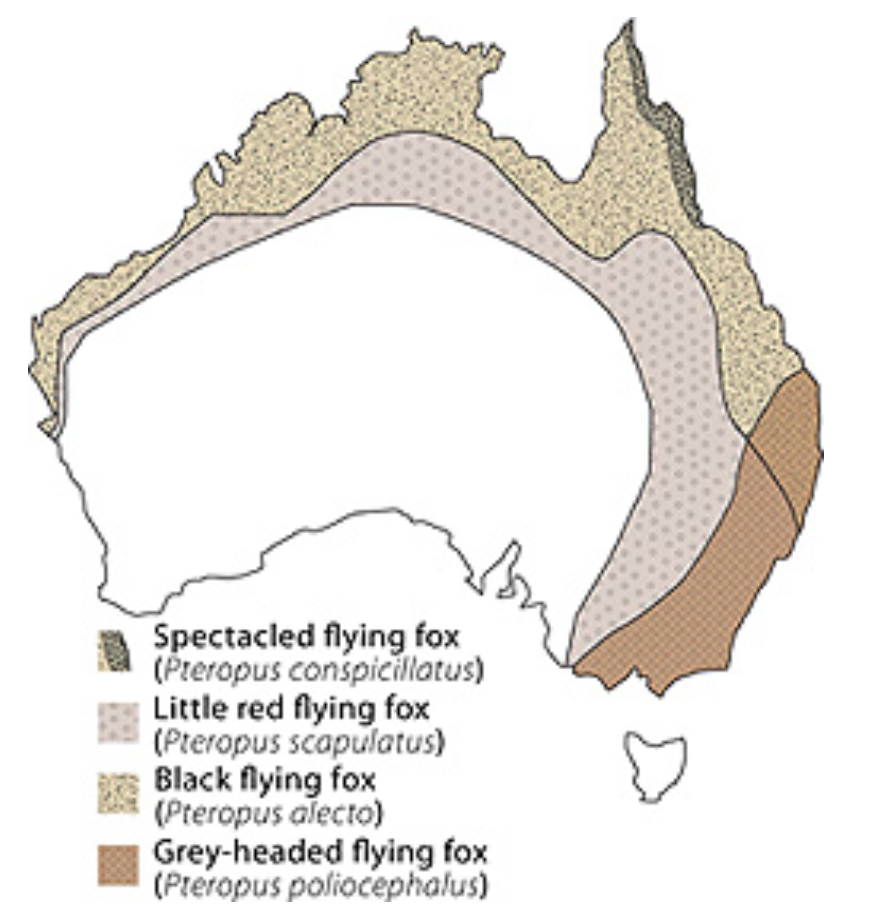 Spectacled flying fox
(Pteropus conspicillatus)
Little red flying fox
(Pteropus scapulatus)
Black flying fox
(Pteropus alecto)
Grey-headed flying fox
(Pteropus poliocephalus)